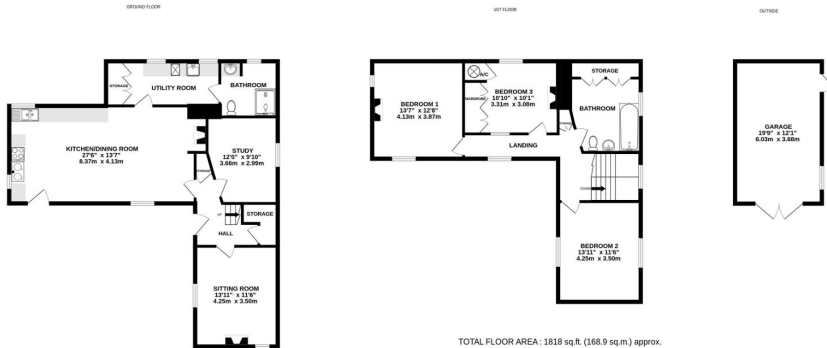 GROUND FLOOR
1ST FLOOR
OUTSIDE
STORAGE
UTILITY ROOM
BATHROOM
KITCHEN/DINING ROOM
27'6" x 13'7"
8.37m x 4.13m
STUDY
12'0" x 9'10"
3.66m x 2.99m
STORAGE
UP
STORAGE
HALL
SITTING ROOM
13'11" x 11'6"
4.25m x 3.50m
BEDROOM 1
13'7" x 12'8"
4.13m x 3.87m
A/C
WARDROBE
BEDROOM 3
10'10" x 10'1"
3.31m x 3.08m
STORAGE
BATHROOM
STORAGE
LANDING
DOWN
BEDROOM 2
13'11" x 11'6"
4.25m x 3.50m
GARAGE
19'9" x 12'1"
6.03m x 3.68m
TOTAL FLOOR AREA : 1818 sq.ft. (168.9 sq.m.) approx.